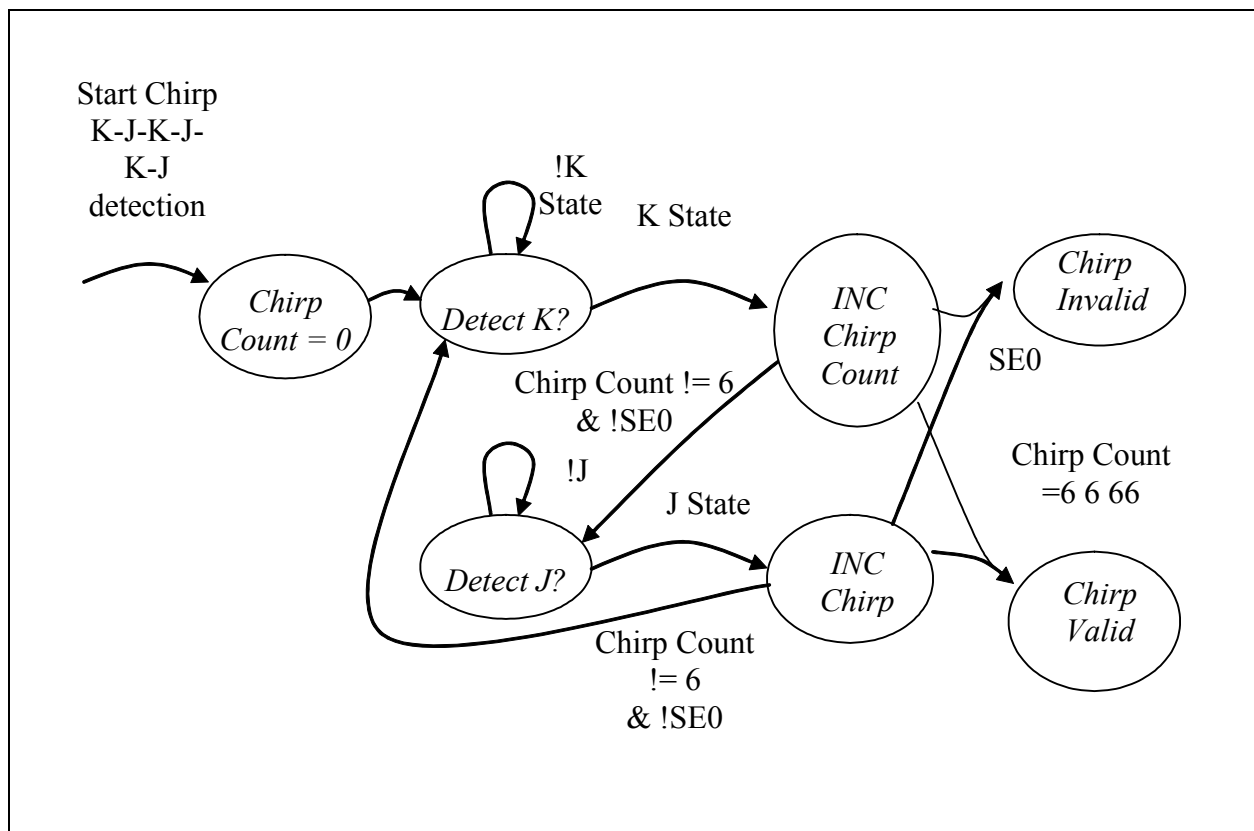 Start Chirp
K-J-K-J-
K-J
detection
!K
State
K State
Chirp
Count = 0
Detect K?
INC
Chirp
Count
Chirp
Invalid
SE0
Chirp Count != 6
& !SE0
!J
J State
Chirp Count
=6 6 66
Detect J?
INC
Chirp
Chirp
Valid
Chirp Count
!= 6
& !SE0